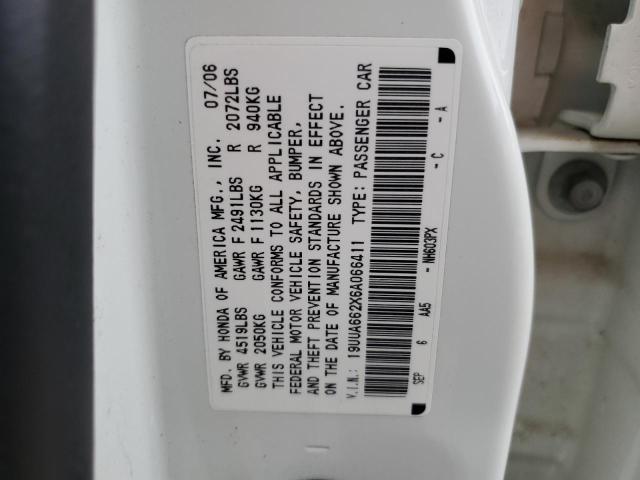 MFD. BY HONDA OF AMERICA MFG., INC. 07/06
GVWR 4519LBS GAWR F 2491LBS R 2072LBS
GVWR 2050KG GAWR F 1130KG R 940KG
THIS VEHICLE CONFORMS TO ALL APPLICABLE
FEDERAL MOTOR VEHICLE SAFETY, BUMPER,
AND THEFT PREVENTION STANDARDS IN EFFECT
ON THE DATE OF MANUFACTURE SHOWN ABOVE.
V.I.N.: 19UUA662X6A066411 TYPE: PASSENGER CAR
SEP 6 AA5 - NH603PX - C - A